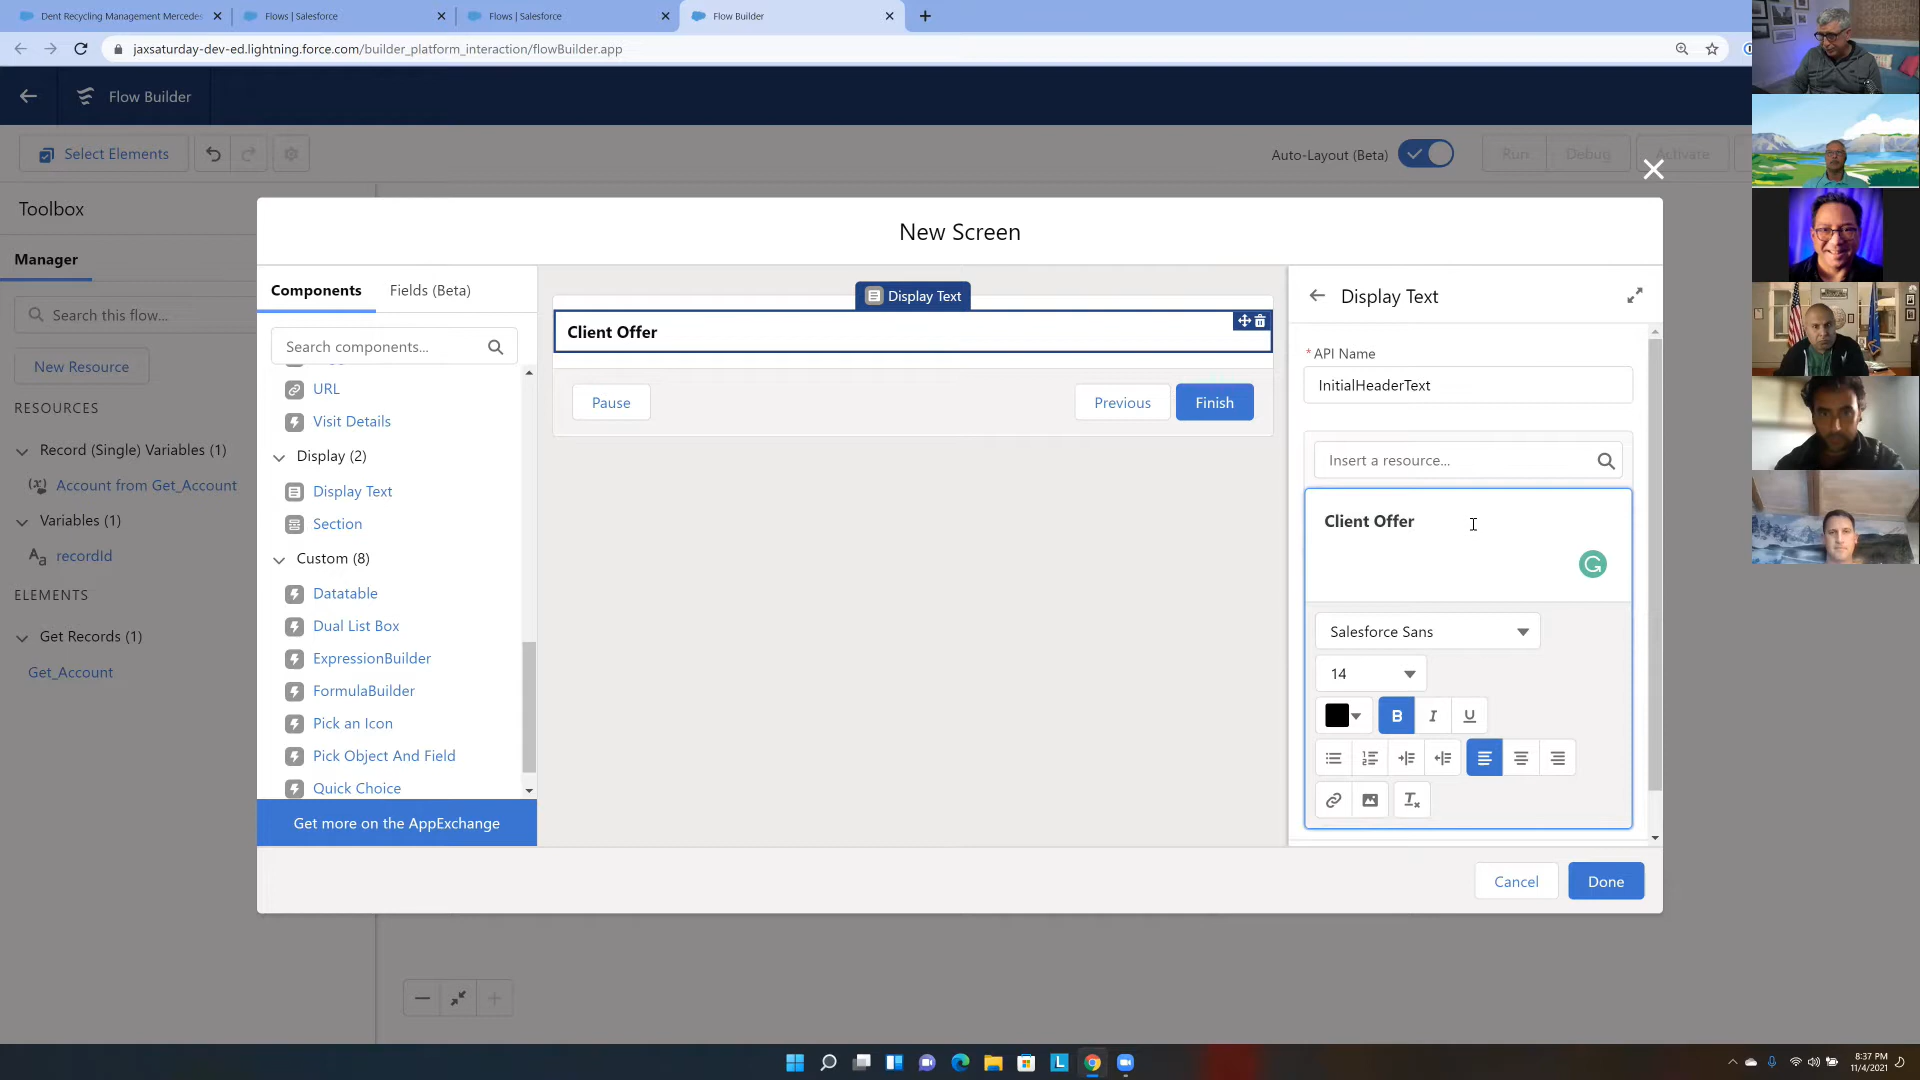 Dent Recycling Management Mercedes
Flows | Salesforce
Flows | Salesforce
Flow Builder
jaxsaturday-dev-ed.lightning.force.com/builder_platform_interaction/flowBuilder.app
Flow Builder
Select Elements
Auto-Layout (Beta)
Run
Debug
Activate
Toolbox
Manager
Search this flow...
New Resource
RESOURCES
Record (Single) Variables (1)
Account from Get_Account
Variables (1)
recordId
ELEMENTS
Get Records (1)
Get_Account
New Screen
Components
Fields (Beta)
Search components...
URL
Visit Details
Display (2)
Display Text
Section
Custom (8)
Datatable
Dual List Box
ExpressionBuilder
FormulaBuilder
Pick an Icon
Pick Object And Field
Quick Choice
Get more on the AppExchange
Display Text
Client Offer
Pause
Previous
Finish
Display Text
* API Name
InitialHeaderText
Insert a resource...
Client Offer
Salesforce Sans
14
B I U
Cancel
Done
8:37 PM
11/4/2021